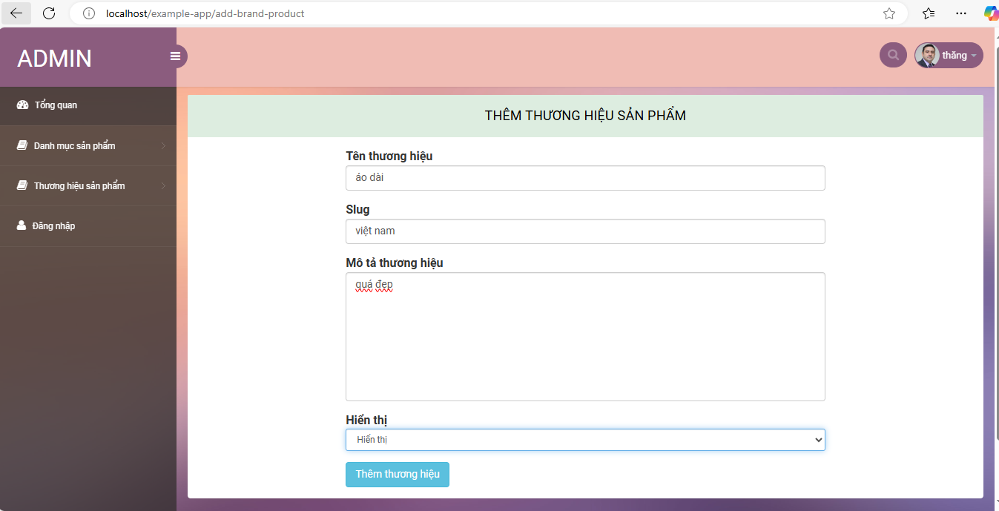 localhost/example-app/add-brand-product
ADMIN
thăng
Tổng quan
Danh mục sản phẩm
Thương hiệu sản phẩm
Đăng nhập
THÊM THƯƠNG HIỆU SẢN PHẨM
Tên thương hiệu
áo dài
Slug
việt nam
Mô tả thương hiệu
quá đẹp
Hiển thị
Hiển thị
Thêm thương hiệu